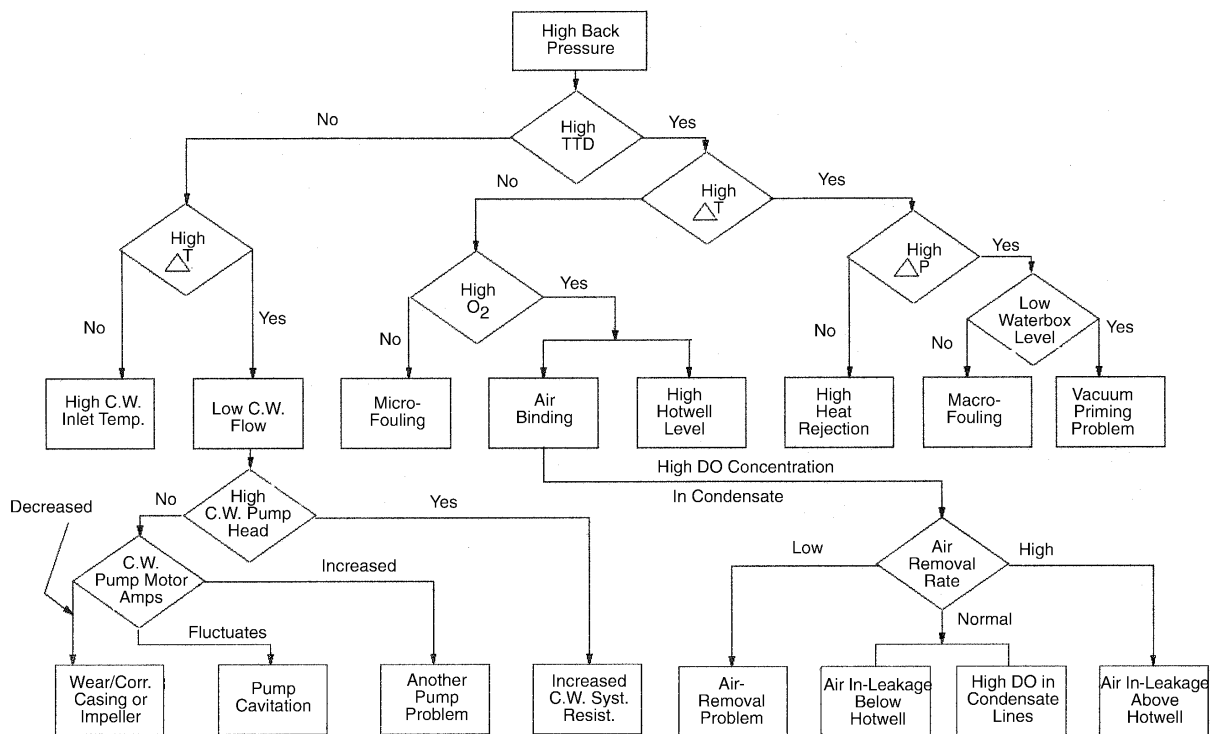 High Back
Pressure
No
High
TTD
Yes
No
High
△T
Yes
High
△T
High
△P
Yes
High
O2
Yes
Low
Waterbox
Level
No
Yes
No
No
No
Yes
High C.W.
Inlet Temp.
Low C.W.
Flow
Micro-
Fouling
Air
Binding
High
Hotwell
Level
High
Heat
Rejection
Macro-
Fouling
Vacuum
Priming
Problem
High DO Concentration
In Condensate
Decreased
No
High
C.W. Pump
Head
Yes
C.W.
Pump Motor
Amps
Increased
Low
Air
Removal
Rate
High
Fluctuates
Normal
Wear/Corr.
Casing or
Impeller
Pump
Cavitation
Another
Pump
Problem
Increased
C.W. Syst.
Resist.
Air-
Removal
Problem
Air In-Leakage
Below
Hotwell
High DO in
Condensate
Lines
Air In-Leakage
Above
Hotwell